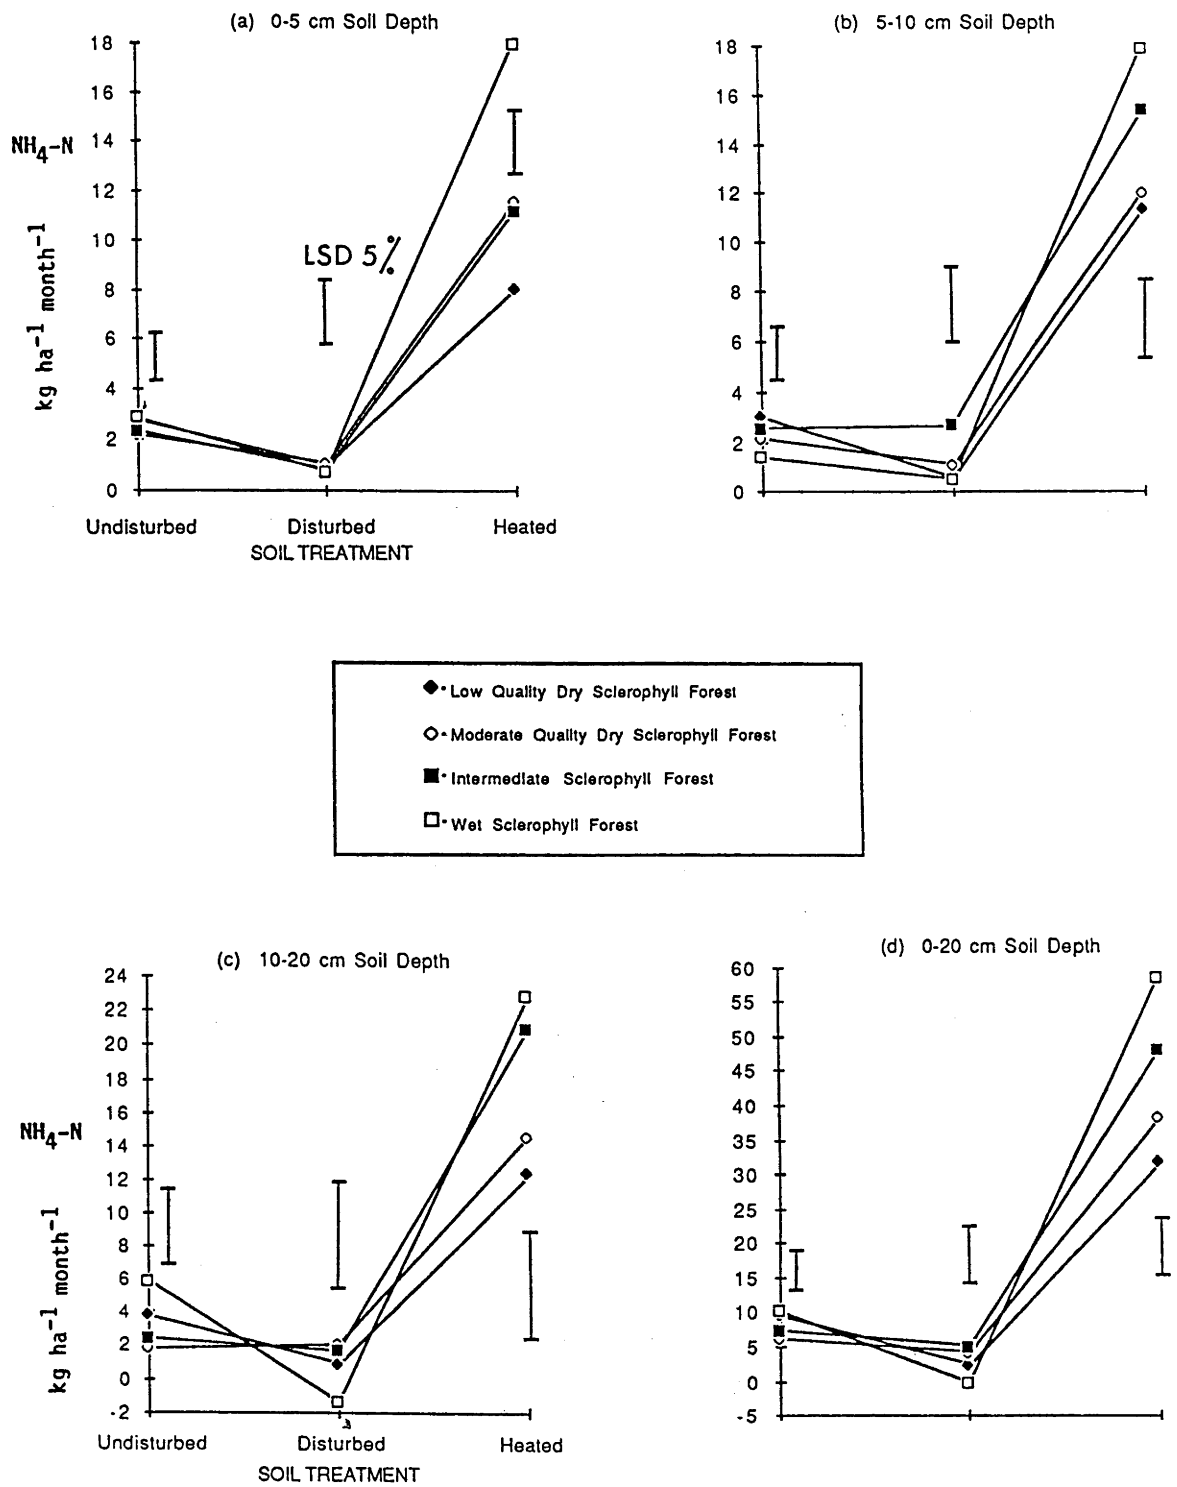 (a) 0-5 cm Soil Depth
(b) 5-10 cm Soil Depth
18
16
14
12
10
8
6
4
2
0
NH4-N
kg ha-1 month-1
LSD 5%
Undisturbed Disturbed Heated
SOIL TREATMENT
18
16
14
12
10
8
6
4
2
0
Low Quality Dry Sclerophyll Forest
Moderate Quality Dry Sclerophyll Forest
Intermediate Sclerophyll Forest
Wet Sclerophyll Forest
(c) 10-20 cm Soil Depth
(d) 0-20 cm Soil Depth
24
22
20
18
16
14
12
10
8
6
4
2
0
-2
NH4-N
kg ha-1 month-1
Undisturbed Disturbed Heated
SOIL TREATMENT
60
55
50
45
40
35
30
25
20
15
10
5
0
-5